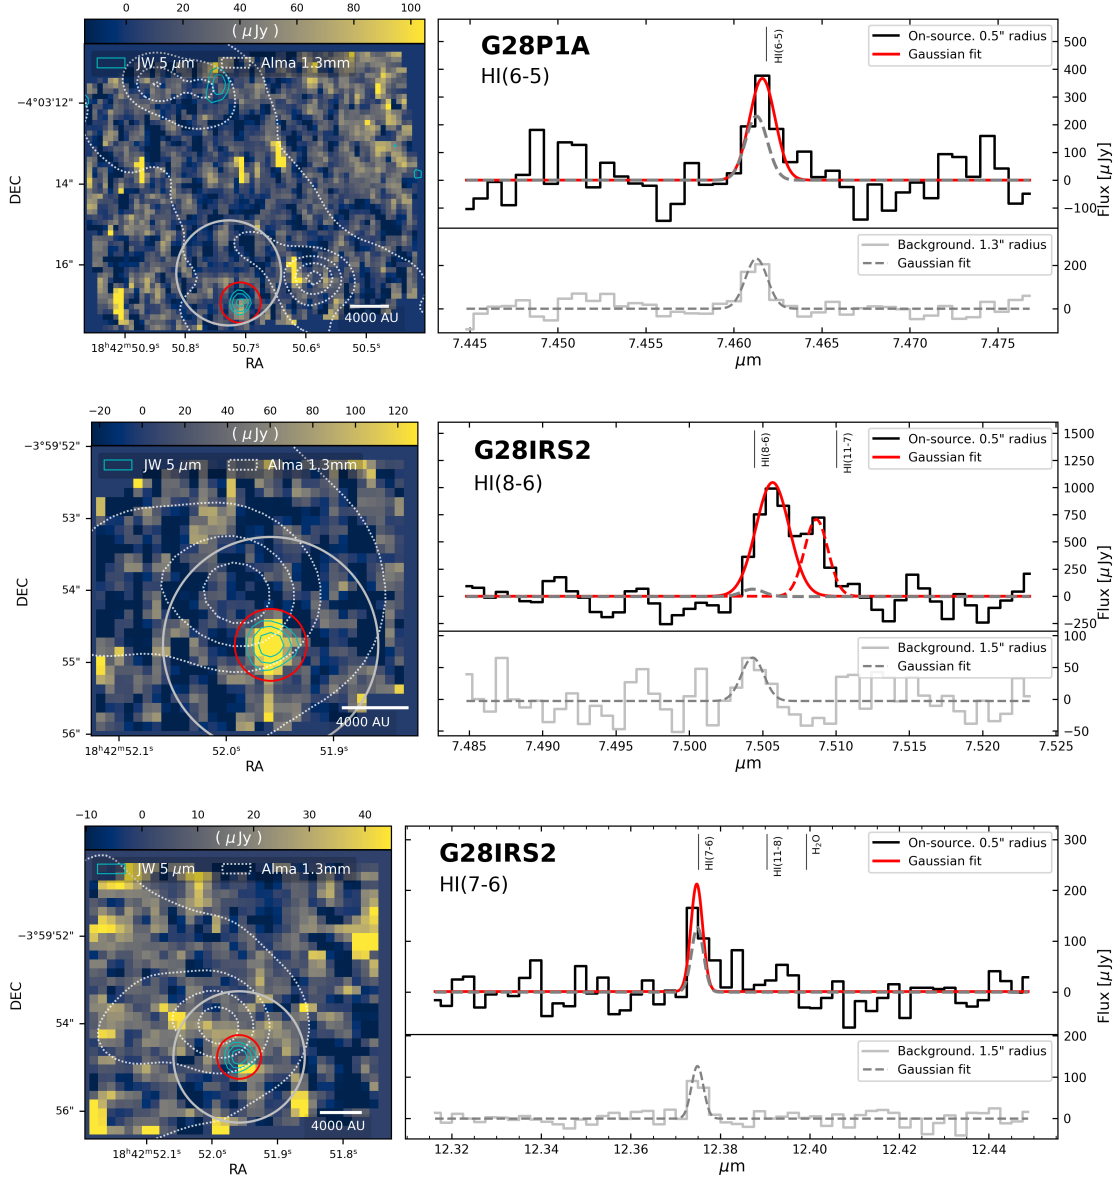 0 20 40 60 80 100
( μJy )
JW 5 μm Alma 1.3mm
−4°03'12"
14"
16"
DEC
4000 AU
18ʰ42ᵐ50.9ˢ 50.8ˢ 50.7ˢ 50.6ˢ 50.5ˢ
RA
G28P1A
HI(6-5)
HI(6-5)
On-source. 0.5" radius
Gaussian fit
500
400
300
200
100
0
−100
Flux [μJy]
Background. 1.3" radius
Gaussian fit
200
0
7.445 7.450 7.455 7.460 7.465 7.470 7.475
μm
−20 0 20 40 60 80 100 120
( μJy )
JW 5 μm Alma 1.3mm
−3°59'52"
53"
54"
55"
56"
DEC
4000 AU
18ʰ42ᵐ52.1ˢ 52.0ˢ 51.9ˢ
RA
G28IRS2
HI(8-6)
HI(8-6)
HI(11-7)
On-source. 0.5" radius
Gaussian fit
1500
1250
1000
750
500
250
0
−250
Flux [μJy]
Background. 1.5" radius
Gaussian fit
100
50
0
−50
7.485 7.490 7.495 7.500 7.505 7.510 7.515 7.520 7.525
μm
−10 0 10 20 30 40
( μJy )
JW 5 μm Alma 1.3mm
−3°59'52"
54"
56"
DEC
4000 AU
18ʰ42ᵐ52.1ˢ 52.0ˢ 51.9ˢ 51.8ˢ
RA
G28IRS2
HI(7-6)
HI(7-6)
HI(11-8)
H₂O
On-source. 0.5" radius
Gaussian fit
300
200
100
0
Flux [μJy]
Background. 1.5" radius
Gaussian fit
200
100
0
12.32 12.34 12.36 12.38 12.40 12.42 12.44
μm